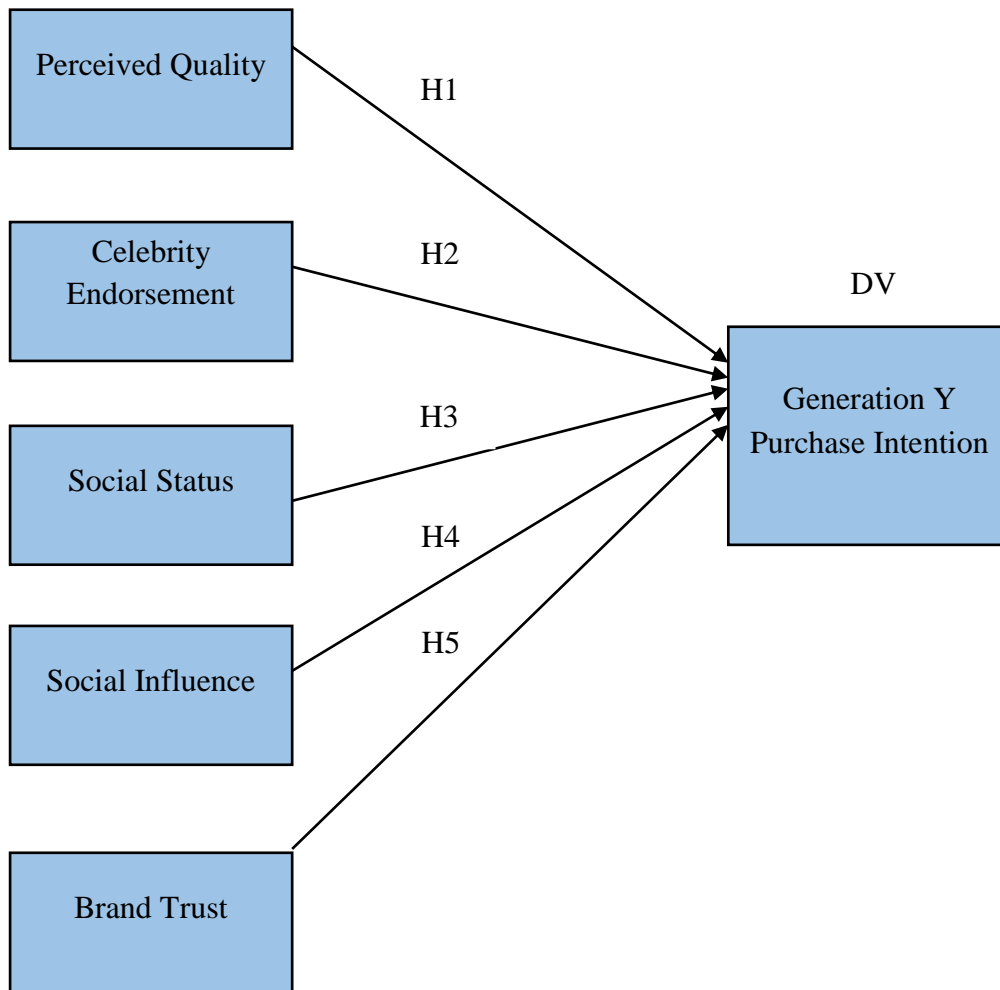 Perceived Quality
H1
Celebrity
Endorsement
H2
DV
Generation Y
Purchase Intention
H3
Social Status
H4
Social Influence
H5
Brand Trust